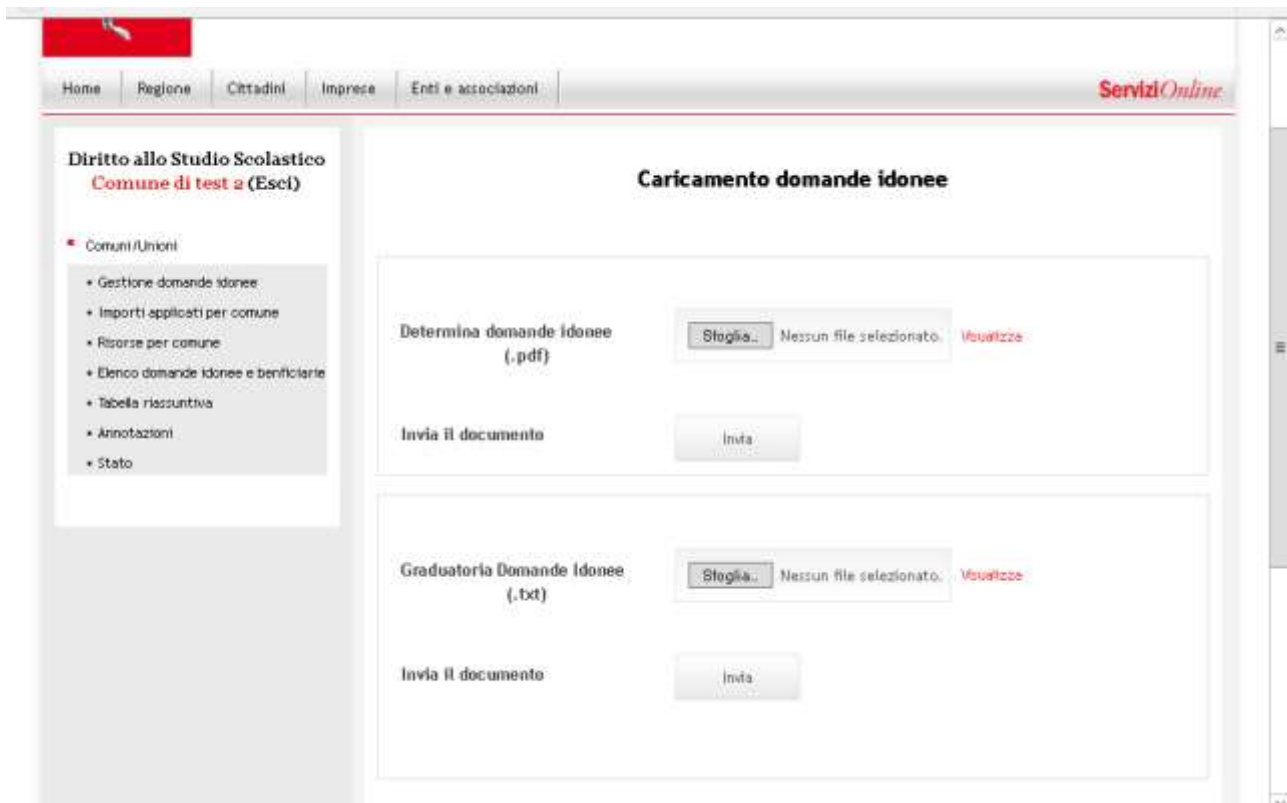 Home Regione Cittadini Imprese Enti e associazioni ServiziOnline
Diritto allo Studio Scolastico
Comune di test 2 (Esci)
Comuni/Unioni
Gestione domande idonee
Importi applicati per comune
Risorse per comune
Elenco domande idonee e benficiarie
Tabella riassuntiva
Annotazioni
Stato
Caricamento domande idonee
Determina domande idonee
(.pdf)
Sfoglia... Nessun file selezionato. Visualizza
Invia il documento Invia
Graduatoria Domande Idonee
(.txt)
Sfoglia... Nessun file selezionato. Visualizza
Invia il documento Invia